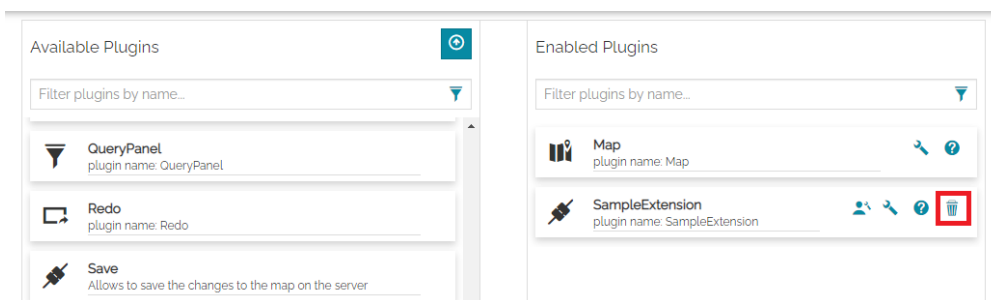 Available Plugins
Filter plugins by name...
QueryPanel
plugin name: QueryPanel
Redo
plugin name: Redo
Save
Allows to save the changes to the map on the server
Enabled Plugins
Filter plugins by name...
Map
plugin name: Map
SampleExtension
plugin name: SampleExtension